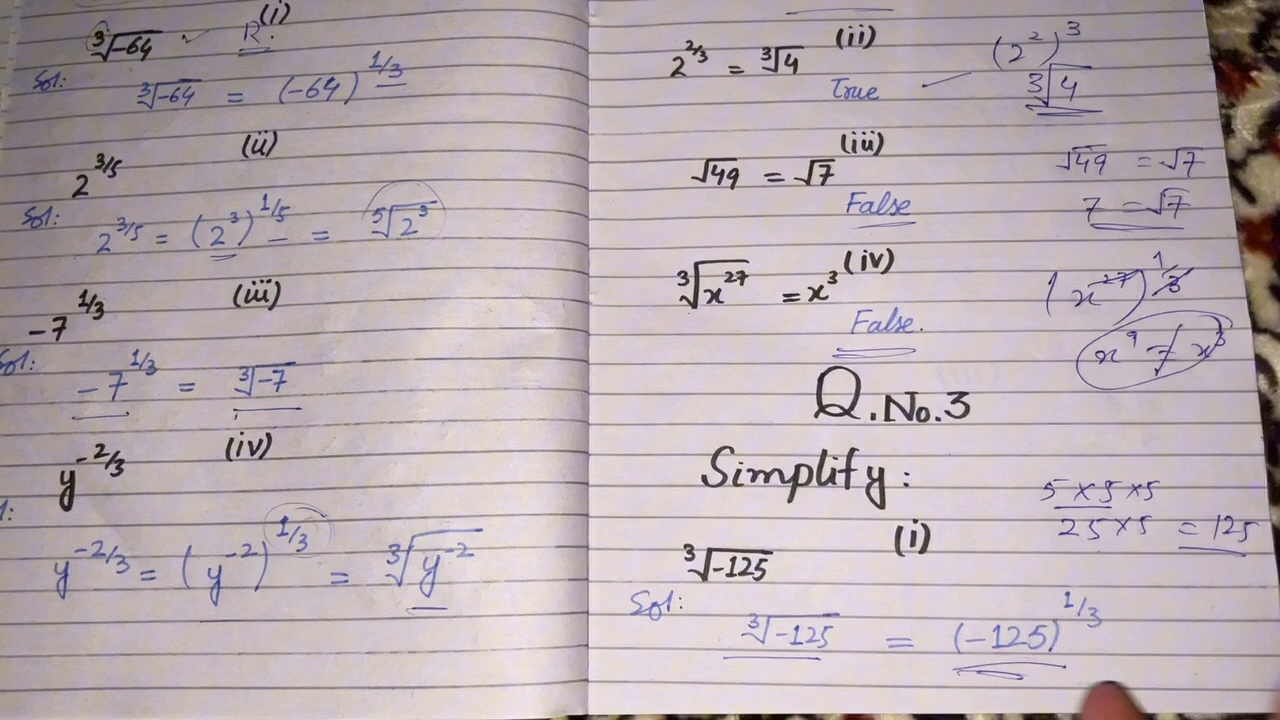 (i)
∛-64 R.
Sol:
∛-64 = (-64)^1/3
(ii)
2^3/5
Sol:
2^3/5 = (2^3)^1/5 = ⁵√2^3
(iii)
-7^1/3
Sol:
-7^1/3 = ∛-7
(iv)
y^-2/3
y^-2/3 = (y^-2)^1/3 = ∛y^-2
(ii)
2^2/3 = ∛4
True
(2^2)^3
∛4
(iii)
√49 = √7
False
√49 = √7
7 = √7
(iv)
∛x^27 = x^3
False.
(x^27)^1/3
x^9 ≠ x^3
Q.No.3
Simplify:
5×5×5
25×5 = 125
(i)
∛-125
Sol:
∛-125 = (-125)^1/3